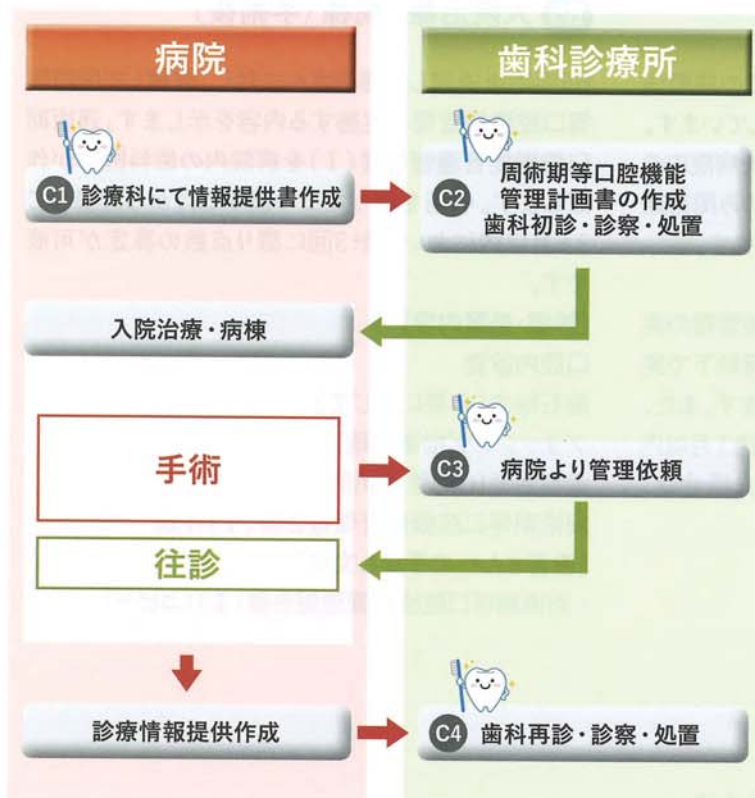 病院
歯科診療所
C1 診療科にて情報提供書作成
C2 周術期等口腔機能
管理計画書の作成
歯科初診・診察・処置
入院治療・病棟
手術
C3 病院より管理依頼
往診
診療情報提供作成
C4 歯科再診・診察・処置